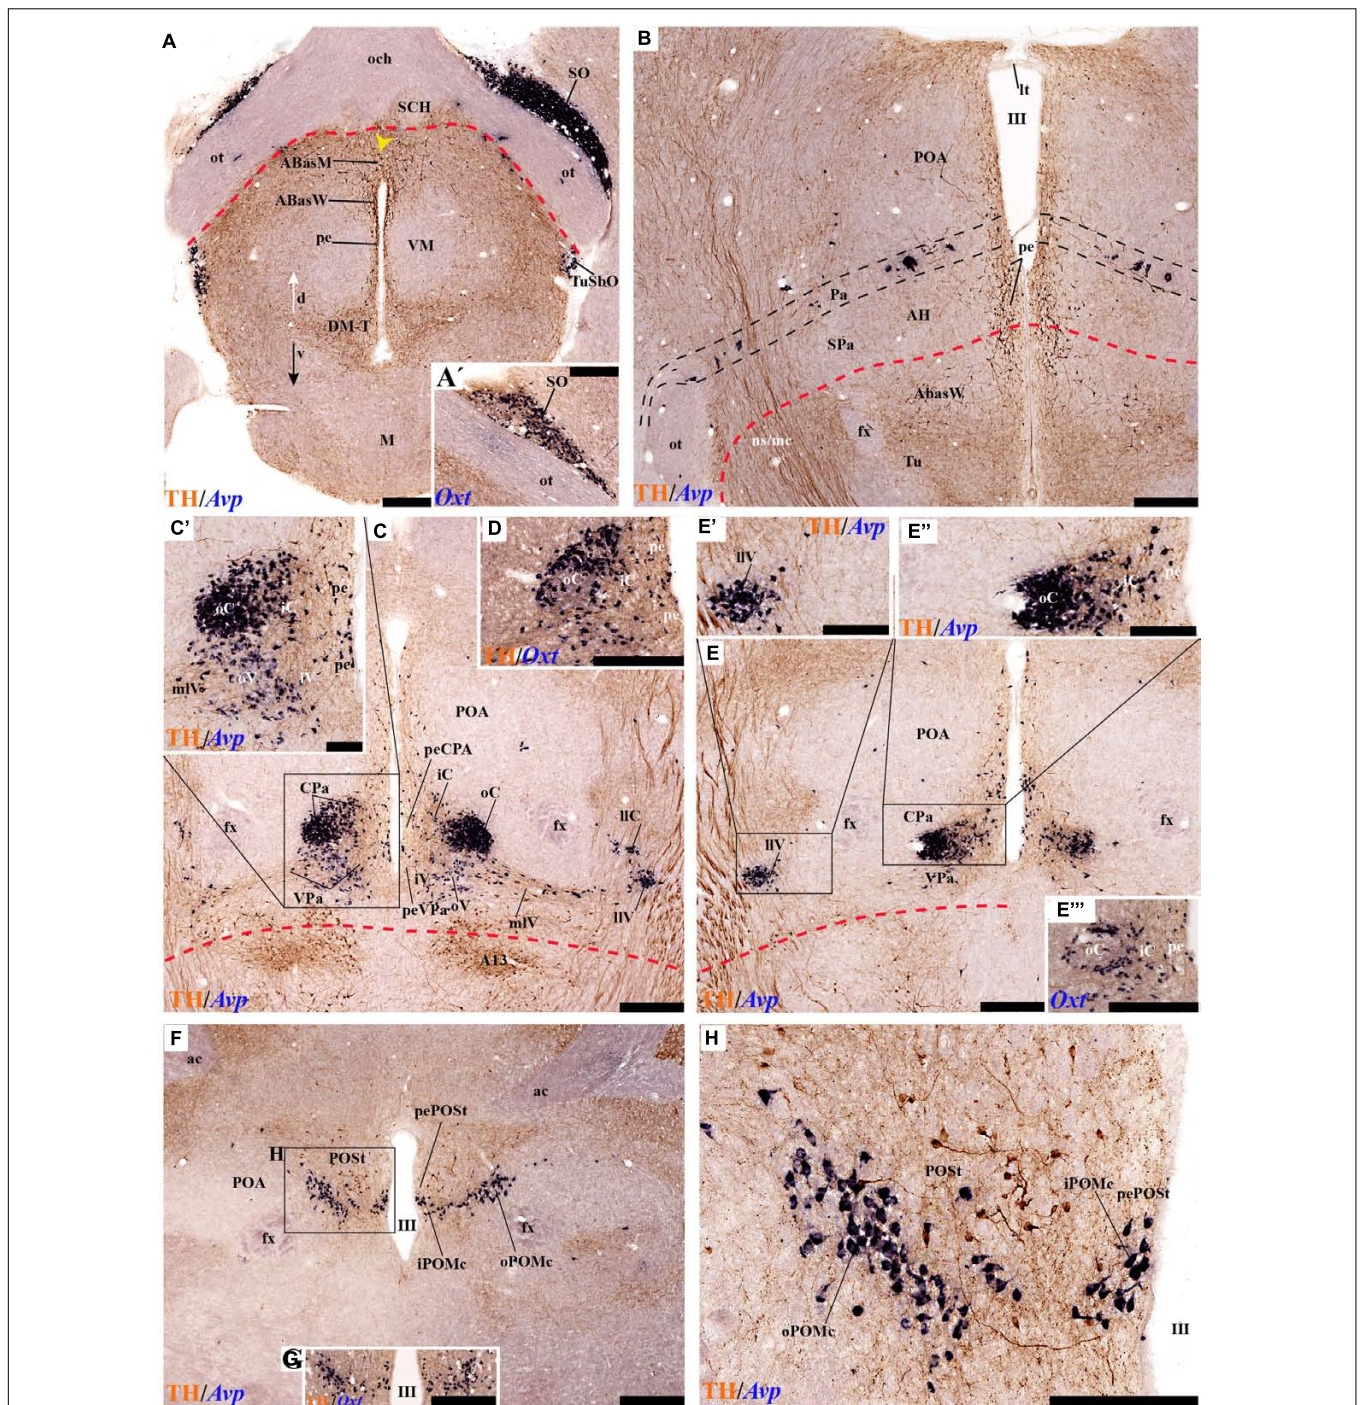 A
och
SO
SCH
ot
ABasM
ot
ABasW
pe
VM
TuSbO
d
DM-T
v
M
TH/Avp
A´
SO
ot
Oxt
B
lt
III
POA
pe
Pa
AH
SPa
AbasW
ns/mc
fx
ot
Tu
TH/Avp
C’
oC
iC
pe
pe
oV
iV
mlV
TH/Avp
C
POA
peCPA
iC
oC
CPa
fx
fx
llC
VPa
iV
peVPa
oV
mlV
llV
A13
TH/Avp
D
pe
oC
iC
pe
TH/Oxt
E’
TH/Avp
llV
E’’
oC
iC
pe
TH/Avp
E
POA
fx
CPa
fx
llV
VPa
TH/Avp
E’’’
oC
iC
pe
Oxt
F
ac
ac
pePOSt
H
POSt
POA
III
fx
fx
iPOMc
oPOMc
TH/Avp
G
III
TH/Oxt
H
POSt
iPOMc
pePOSt
oPOMc
III
TH/Avp